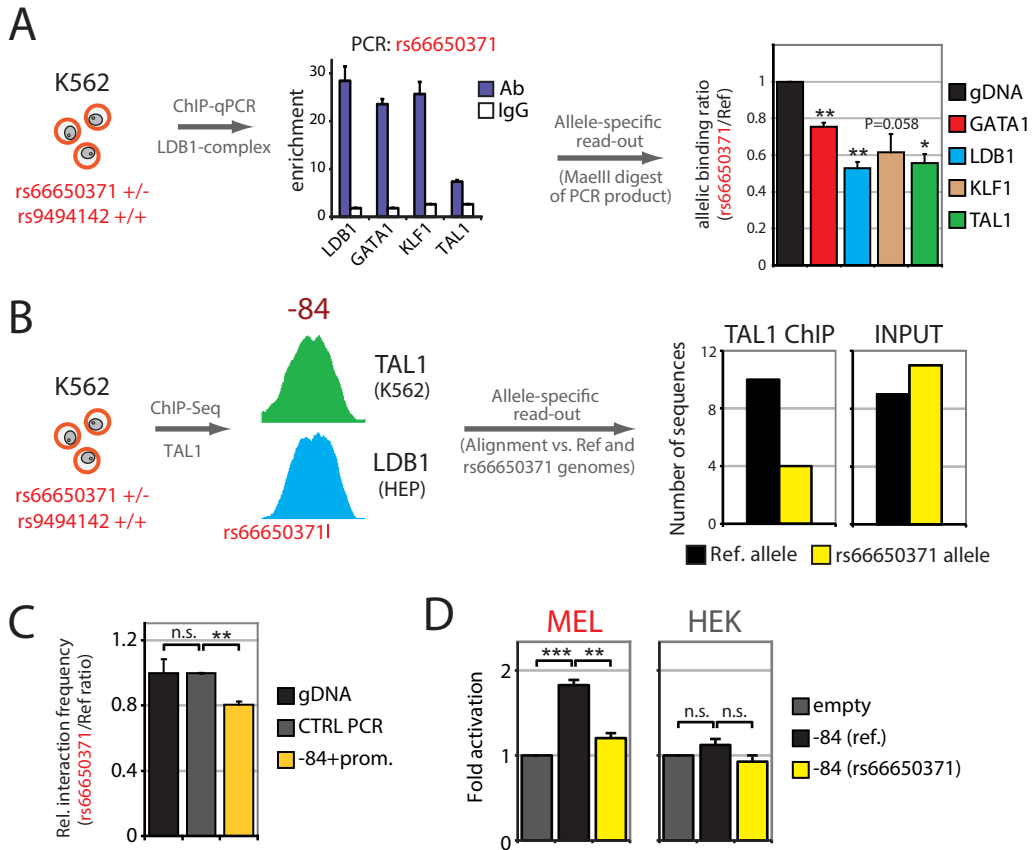 A
K562
rs66650371 +/-
rs9494142 +/+
ChIP-qPCR
LDB1-complex
PCR: rs66650371
enrichment
30
20
10
0
Ab
IgG
LDB1
GATA1
KLF1
TAL1
Allele-specific
read-out
(MaeIII digest
of PCR product)
allelic binding ratio
(rs66650371/Ref)
1
0.8
0.6
0.4
0.2
0
**
**
P=0.058
*
gDNA
GATA1
LDB1
KLF1
TAL1
B
K562
rs66650371 +/-
rs9494142 +/+
ChIP-Seq
TAL1
-84
TAL1
(K562)
LDB1
(HEP)
rs66650371
Allele-specific
read-out
(Alignment vs. Ref and
rs66650371 genomes)
TAL1 ChIP
INPUT
Number of sequences
12
8
4
0
Ref. allele
rs66650371 allele
C
Rel. interaction frequency
(rs66650371/Ref ratio)
1.2
0.8
0.4
0
n.s.
**
gDNA
CTRL PCR
-84+prom.
D
MEL
HEK
Fold activation
2
1
0
***
**
n.s.
n.s.
empty
-84 (ref.)
-84 (rs66650371)